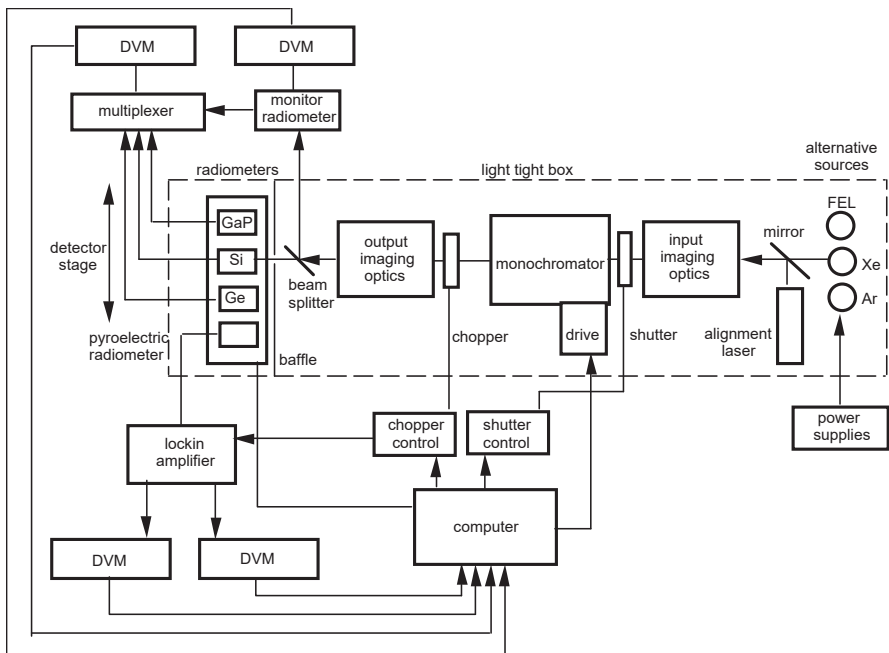 DVM
DVM
multiplexer
monitor
radiometer
alternative
sources
radiometers
light tight box
FEL
GaP
mirror
detector
stage
Si
output
imaging
optics
monochromator
input
imaging
optics
Xe
beam
splitter
Ge
Ar
pyroelectric
radiometer
chopper
drive
shutter
alignment
laser
baffle
chopper
control
shutter
control
power
supplies
lockin
amplifier
computer
DVM
DVM